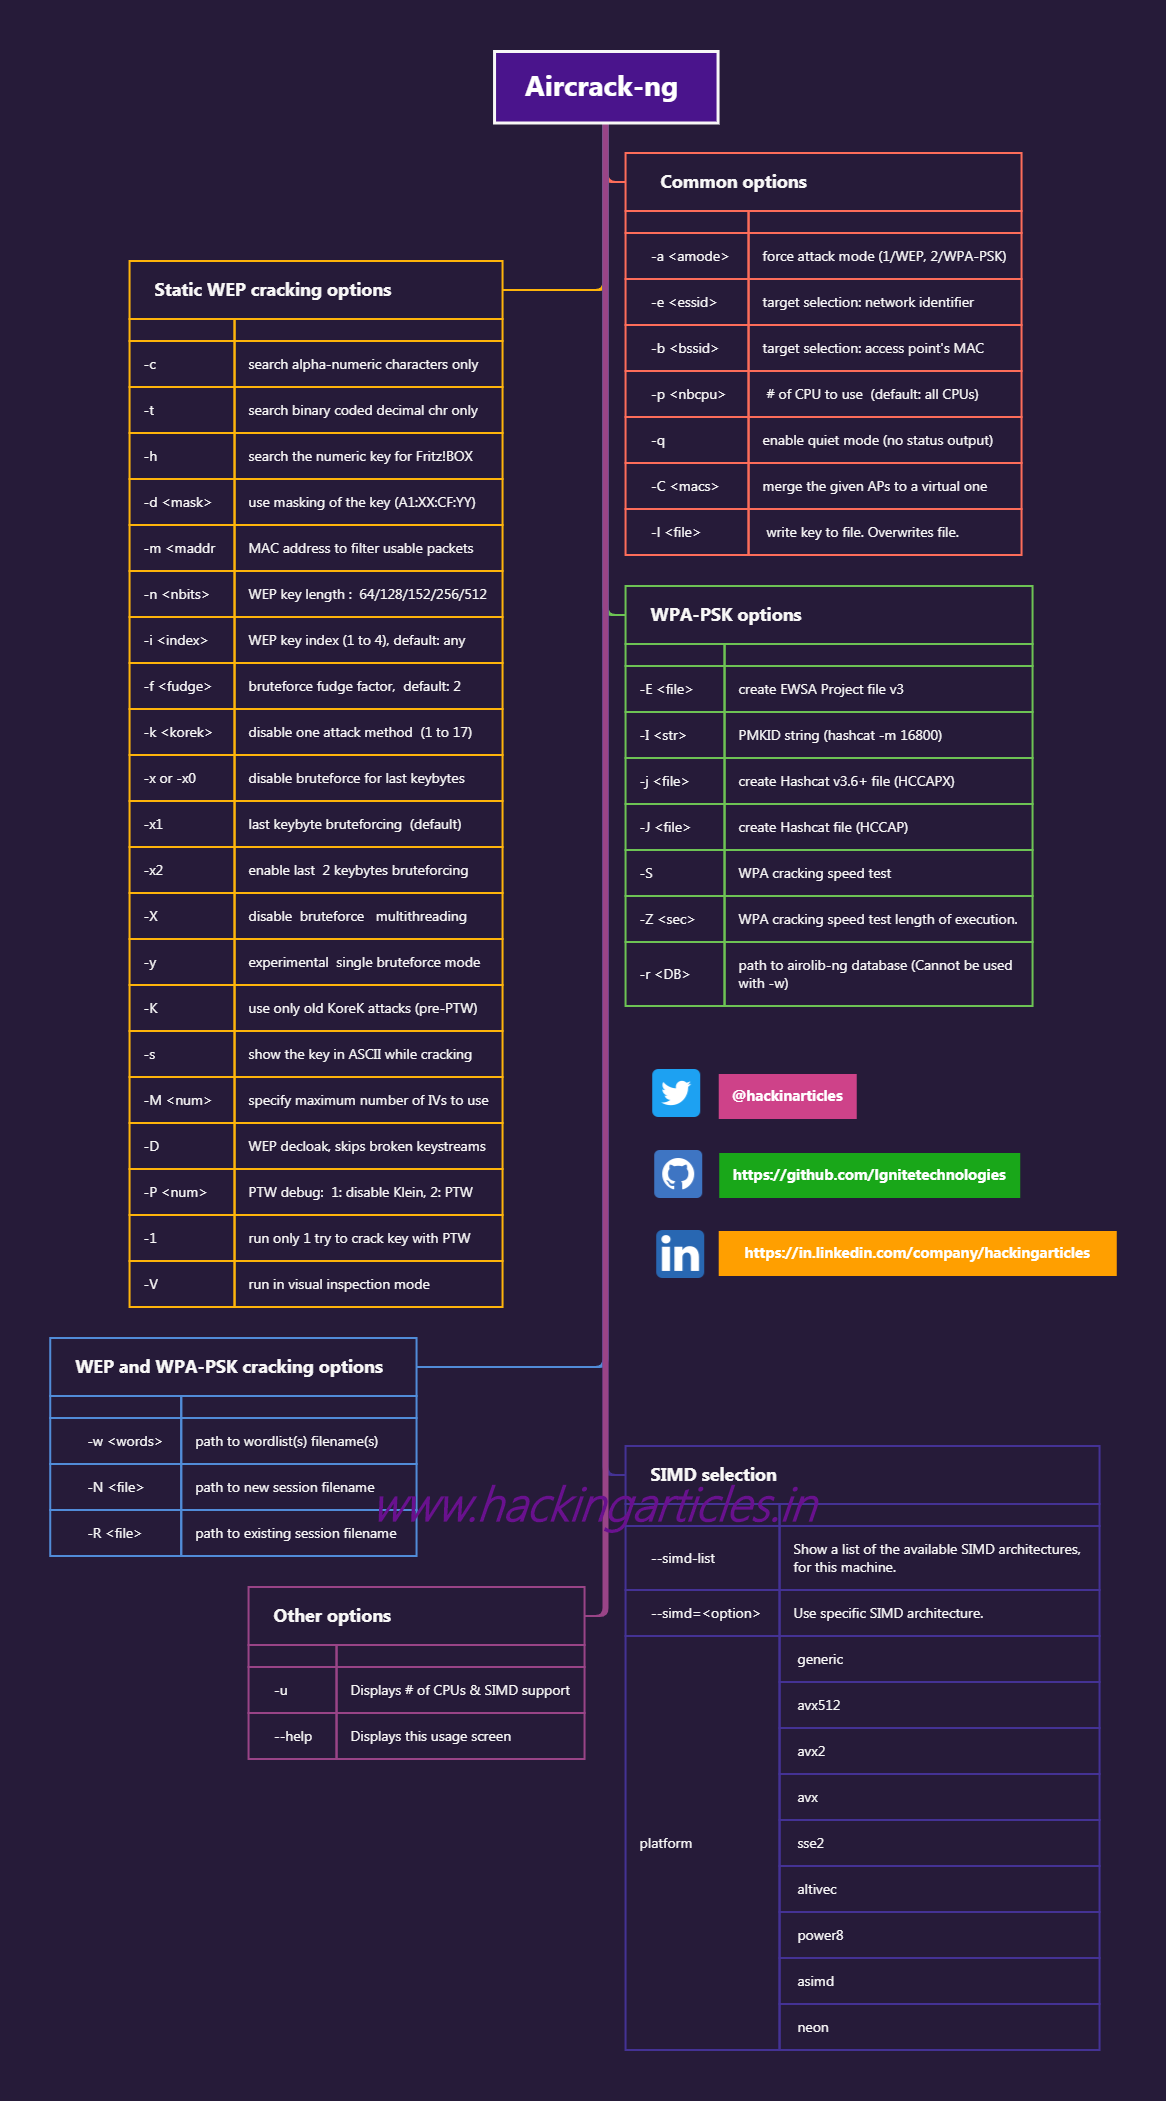 Aircrack-ng
Common options
-a <amode> force attack mode (1/WEP, 2/WPA-PSK)
-e <essid> target selection: network identifier
-b <bssid> target selection: access point's MAC
-p <nbcpu> # of CPU to use (default: all CPUs)
-q enable quiet mode (no status output)
-C <macs> merge the given APs to a virtual one
-l <file> write key to file. Overwrites file.
Static WEP cracking options
-c search alpha-numeric characters only
-t search binary coded decimal chr only
-h search the numeric key for Fritz!BOX
-d <mask> use masking of the key (A1:XX:CF:YY)
-m <maddr MAC address to filter usable packets
-n <nbits> WEP key length : 64/128/152/256/512
-i <index> WEP key index (1 to 4), default: any
-f <fudge> bruteforce fudge factor, default: 2
-k <korek> disable one attack method (1 to 17)
-x or -x0 disable bruteforce for last keybytes
-x1 last keybyte bruteforcing (default)
-x2 enable last 2 keybytes bruteforcing
-X disable bruteforce multithreading
-y experimental single bruteforce mode
-K use only old KoreK attacks (pre-PTW)
-s show the key in ASCII while cracking
-M <num> specify maximum number of IVs to use
-D WEP decloak, skips broken keystreams
-P <num> PTW debug: 1: disable Klein, 2: PTW
-1 run only 1 try to crack key with PTW
-V run in visual inspection mode
WPA-PSK options
-E <file> create EWSA Project file v3
-I <str> PMKID string (hashcat -m 16800)
-j <file> create Hashcat v3.6+ file (HCCAPX)
-J <file> create Hashcat file (HCCAP)
-S WPA cracking speed test
-Z <sec> WPA cracking speed test length of execution.
-r <DB> path to airolib-ng database (Cannot be used
with -w)
@hackinarticles
https://github.com/Ignitetechnologies
https://in.linkedin.com/company/hackingarticles
WEP and WPA-PSK cracking options
-w <words> path to wordlist(s) filename(s)
-N <file> path to new session filename
-R <file> path to existing session filename
www.hackingarticles.in
SIMD selection
--simd-list Show a list of the available SIMD architectures,
for this machine.
--simd=<option> Use specific SIMD architecture.
platform
generic
avx512
avx2
avx
sse2
altivec
power8
asimd
neon
Other options
-u Displays # of CPUs & SIMD support
--help Displays this usage screen